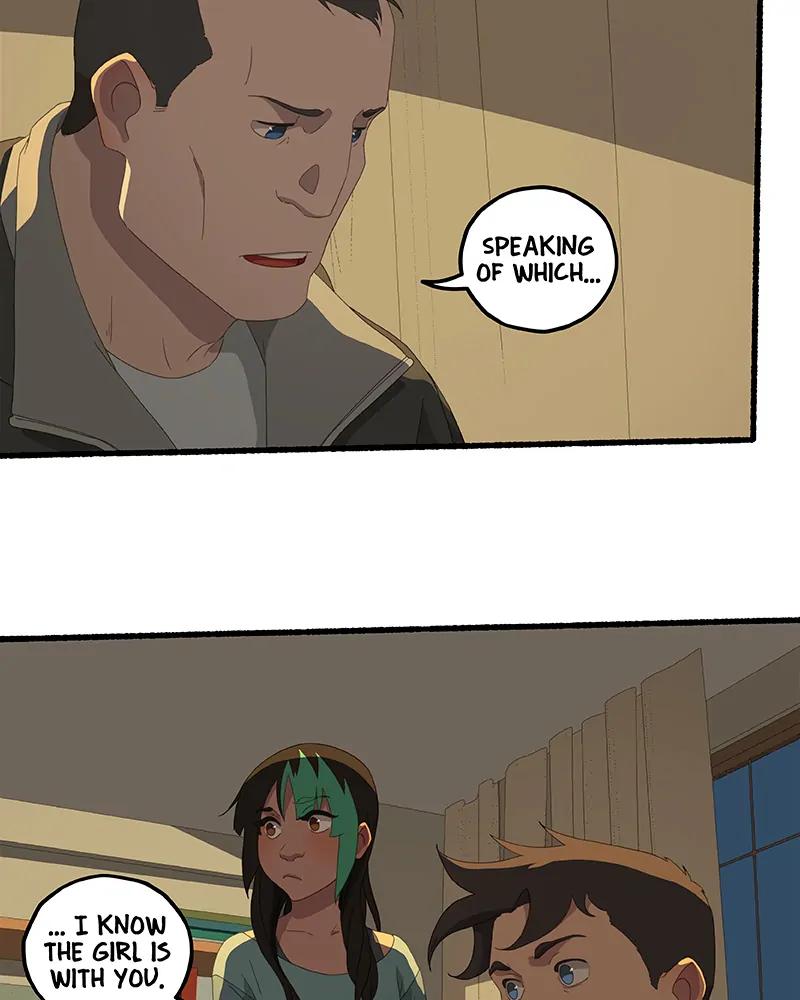 SPEAKING
OF WHICH...
... I KNOW
THE GIRL IS
WITH YOU.